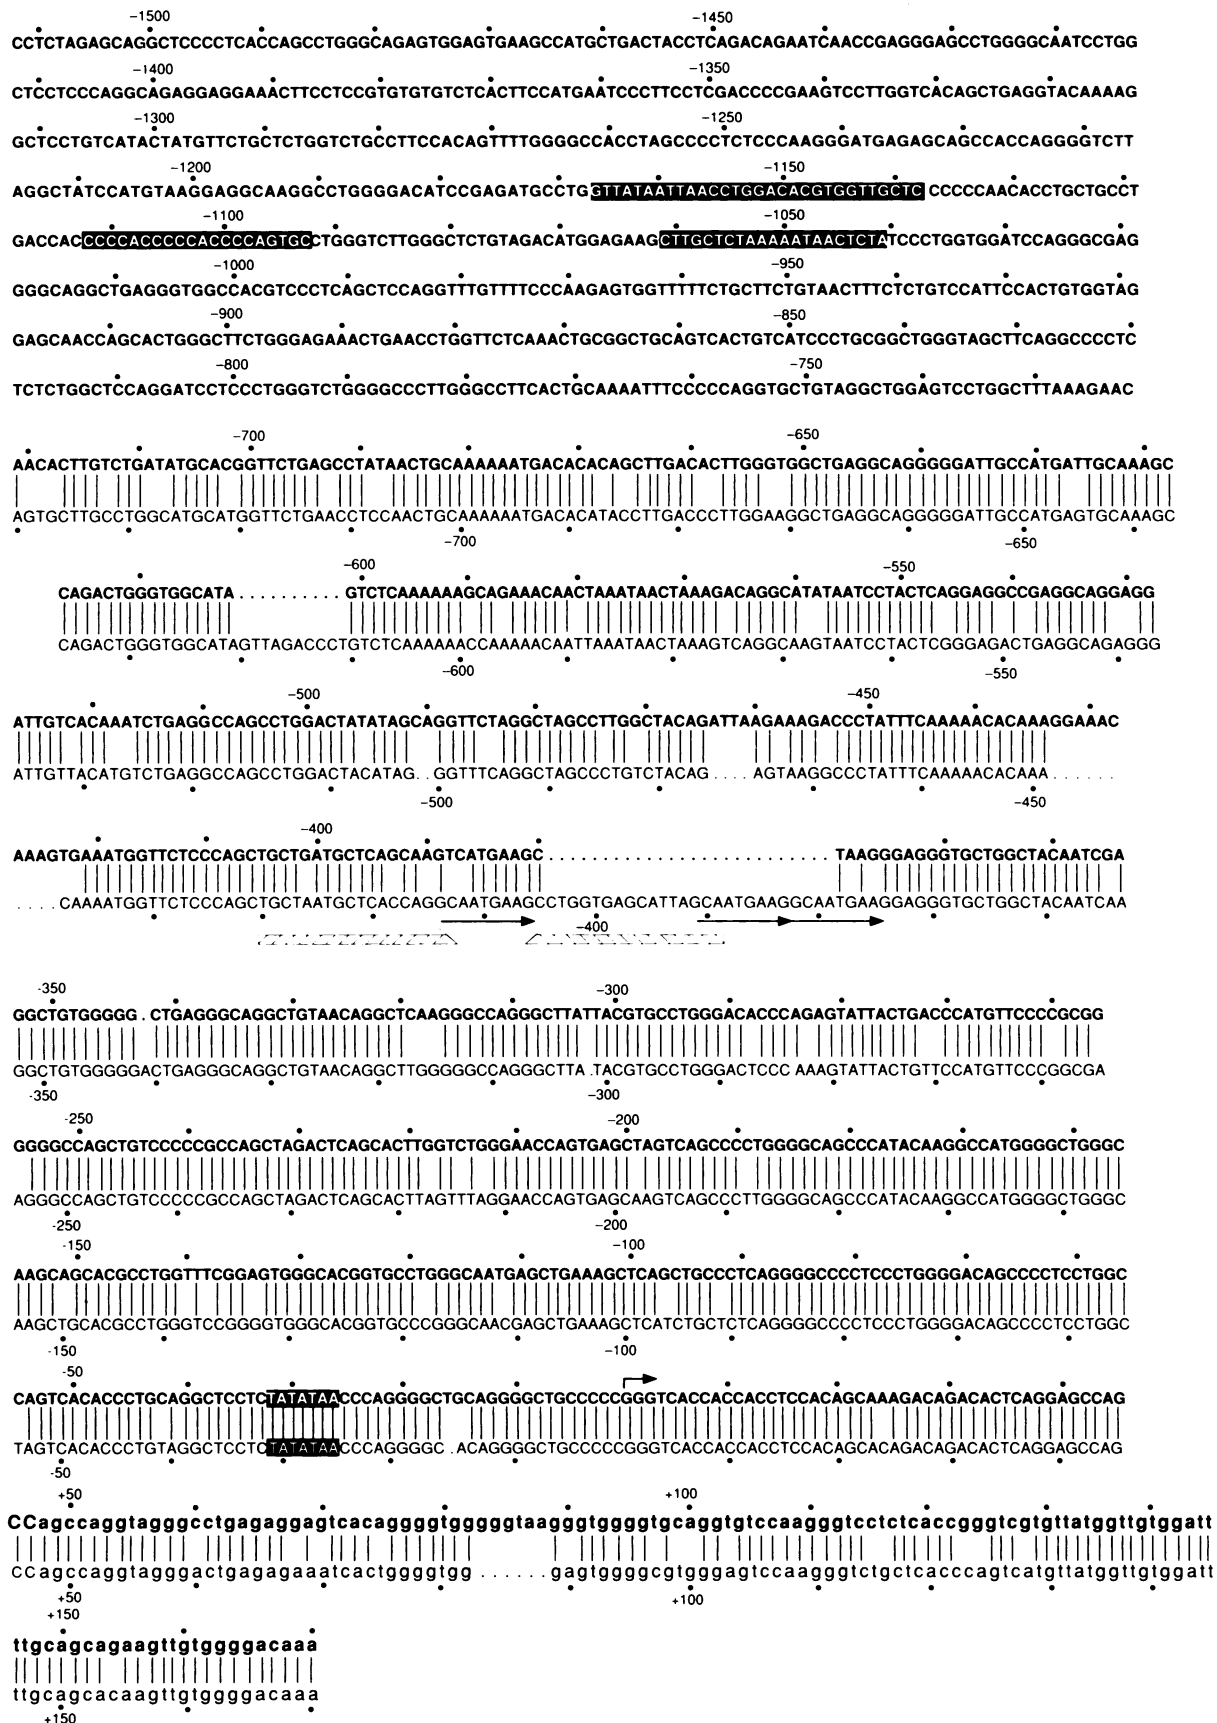 -1500 -1450
CCTCTAGAGCAGGCTCCCCTCACCAGCCTGGGCAGAGTGGAGTGAAGCCATGCTGACTACCTCAGACAGAATCAACCGAGGGAGCCTGGGGCAATCCTGG
-1400 -1350
CTCCTCCCAGGCAGAGGAGGAAACTTCCTCCGTGTGTGTCTCACTTCCATGAATCCCTTCCTCGACCCCGAAGTCCTTGGTCACAGCTGAGGTACAAAAG
-1300 -1250
GCTCCTGTCATACTATGTTCTGCTCTGGTCTGCCTTCCACAGTTTTGGGGCCACCTAGCCCCTCTCCCAAGGGATGAGAGCAGCCACCAGGGGTCTT
-1200 -1150
AGGCTATCCATGTAAGGAGGCAAGGCCTGGGGACATCCGAGATGCCTGGTTATAATTAACCTGGACACGTGGTTGCTCCCCCCAACACCTGCTGCCT
-1100 -1050
GACCACCCCCACCCCCACCCCAGTGCCTGGGTCTTGGGCTCTGTAGACATGGAGAAGCTTGCTCTAAAAATAACTCTATCCCTGGTGGATCCAGGGCGAG
-1000 -950
GGGCAGGCTGAGGGTGGCCACGTCCCTCAGCTCCAGGTTTGTTTTCCCAAGAGTGGTTTTTCTGCTTCTGTAACTTTCTCTGTCCATTCCACTGTGGTAG
-900 -850
GAGCAACCAGCACTGGGCTTCTGGGAGAAACTGAACCTGGTTCTCAAACTGCGGCTGCAGTCACTGTCATCCCTGCGGCTGGGTAGCTTCAGGCCCCTC
-800 -750
TCTCTGGCTCCAGGATCCTCCCTGGGTCTGGGGCCCTTGGGCCTTCACTGCAAAATTTCCCCCAGGTGCTGTAGGCTGGAGTCCTGGCTTTAAAGAAC
-700 -650
AACACTTGTCTGATATGCACGGTTCTGAGCCTATAACTGCAAAAAATGACACACAGCTTGACACTTGGGTGGCTGAGGCAGGGGGATTGCCATGATTGCAAAGC
AGTGCTTGCCTGGCATGCATGGTTCTGAACCTCCAACTGCAAAAAATGACACATACCTTGACCCTTGGAAGGCTGAGGCAGGGGGATTGCCATGAGTGCAAAGC
-700 -650
-600 -550
CAGACTGGGTGGCATA..........GTCTCAAAAAAGCAGAAACAACTAAATAACTAAAGACAGGCATATAATCCTACTCAGGAGGCCGAGGCAGGAGG
CAGACTGGGTGGCATAGTTAGACCCTGTCTCAAAAAACCAAAAACAATTAAATAACTAAAGTCAGGCAAGTAATCCTACTCGGGAGACTGAGGCAGAGGG
-600 -550
-500 -450
ATTGTCACAAATCTGAGGCCAGCCTGGACTATATAGCAGGTTCTAGGCTAGCCTTGGCTACAGATTAAGAAAGACCCTATTTCAAAAACACAAAGGAAAC
ATTGTTACATGTCTGAGGCCAGCCTGGACTACATAG..GGTTTCAGGCTAGCCCTGTCTACAG....AGTAAGGCCCTATTTCAAAAACACAAA......
-500 -450
-400
AAAGTGAAATGGTTCTCCCAGCTGCTGATGCTCAGCAAGTCATGAAGC..........................TAAGGGAGGGTGCTGGCTACAATCGA
....CAAAATGGTTCTCCCAGCTGCTAATGCTCACCAGGCAATGAAGCCTGGTGAGCATTAGCAATGAAGGCAATGAAGGAGGGTGCTGGCTACAATCAA
-400
-350 -300
GGCTGTGGGGG.CTGAGGGCAGGCTGTAACAGGCTCAAGGGCCAGGGCTTATTACGTGCCTGGGACACCCAGAGTATTACTGACCCATGTTCCCCGCGG
GGCTGTGGGGGACTGAGGGCAGGCTGTAACAGGCTTGGGGGCCAGGGCTTA.TACGTGCCTGGGACTCCCAAAGTATTACTGTTCCATGTTCCCGGCGA
-350 -300
-250 -200
GGGGCCAGCTGTCCCCCGCCAGCTAGACTCAGCACTTGGTCTGGGAACCAGTGAGCTAGTCAGCCCCTGGGGCAGCCCATACAAGGCCATGGGGCTGGGC
AGGGCCAGCTGTCCCCCGCCAGCTAGACTCAGCACTTAGTTTAGGAACCAGTGAGCAAGTCAGCCCTTGGGGCAGCCCATACAAGGCCATGGGGCTGGGC
-250 -200
-150 -100
AAGCAGCACGCCTGGTTTCGGAGTGGGCACGGTGCCTGGGCAATGAGCTGAAAGCTCAGCTGCCCTCAGGGGCCCCTCCCTGGGGACAGCCCCTCCTGGC
AAGCTGCACGCCTGGGTCCGGGGTGGGCACGGTGCCCGGGCAACGAGCTGAAAGCTCATCTGCTCTCAGGGGCCCCTCCCTGGGGACAGCCCCTCCTGGC
-150 -100
-50
CAGTCACACCCTGCAGGCTCCTCTATATAACCCAGGGGCTGCAGGGGCTGCCCCCGGGTCACCACCACCTCCACAGCAAAGACAGACACTCAGGAGCCAG
TAGTCACACCCTGTAGGCTCCTCTATATAACCCAGGGGC.ACAGGGGCTGCCCCCGGGTCACCACCACCTCCACAGCACAGACAGACACTCAGGAGCCAG
-50
+50 +100
CCagccaggtagggcctgagaggagtcacaggggtgggggtaagggtggggtgcaggtgtccaagggtcctctcaccgggtcgtgttatggttgtggatt
CCagccaggtagggactgagagaaatcactggggtgg......gagtggggcgtgggagtccaagggtctgctcacccagtcatgttatggttgtggatt
+50 +100
+150
ttgcagcagaagttgtggggacaaa
ttgcagcacaagttgtggggacaaa
+150